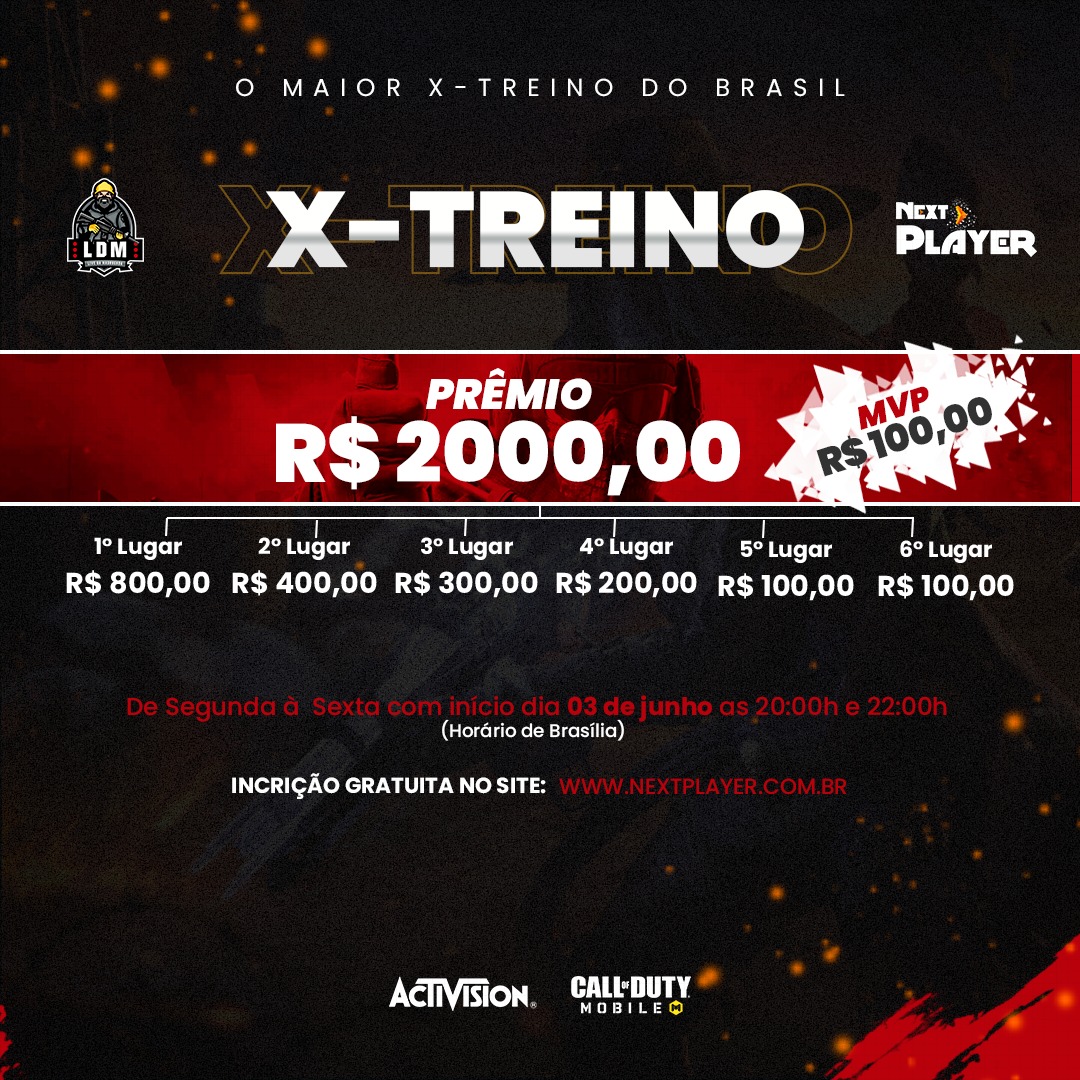 O MAIOR X-TREINO DO BRASIL
X-TREINO
LDM
NEXT
PLAYER
PRÊMIO
R$ 2000,00
MVP
R$ 100,00
1º Lugar 2º Lugar 3º Lugar 4º Lugar 5º Lugar 6º Lugar
R$ 800,00 R$ 400,00 R$ 300,00 R$ 200,00 R$ 100,00 R$ 100,00
De Segunda à Sexta com início dia 03 de junho as 20:00h e 22:00h
(Horário de Brasília)
INCRIÇÃO GRATUITA NO SITE: WWW.NEXTPLAYER.COM.BR
ACTIVISION®
CALL OF DUTY
MOBILE